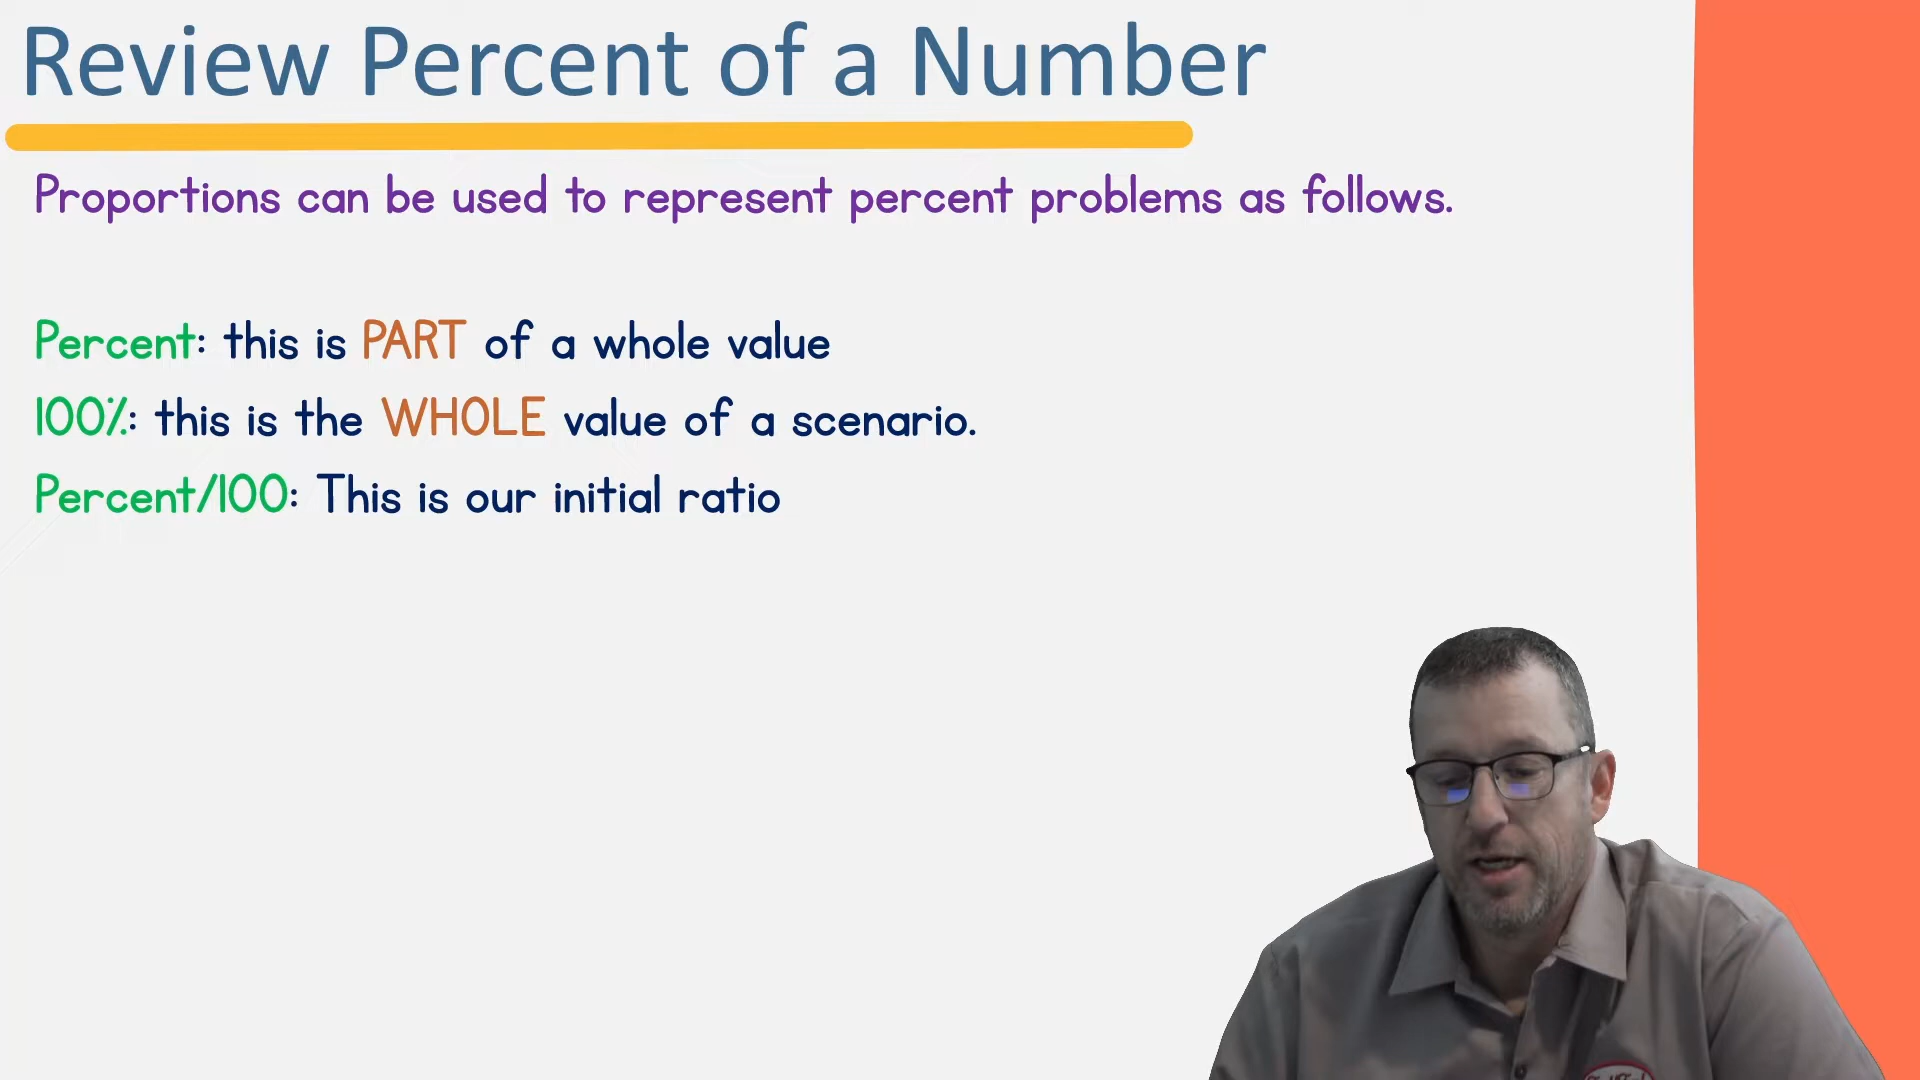 Review Percent of a Number
Proportions can be used to represent percent problems as follows.
Percent: this is PART of a whole value
100%: this is the WHOLE value of a scenario.
Percent/100: This is our initial ratio